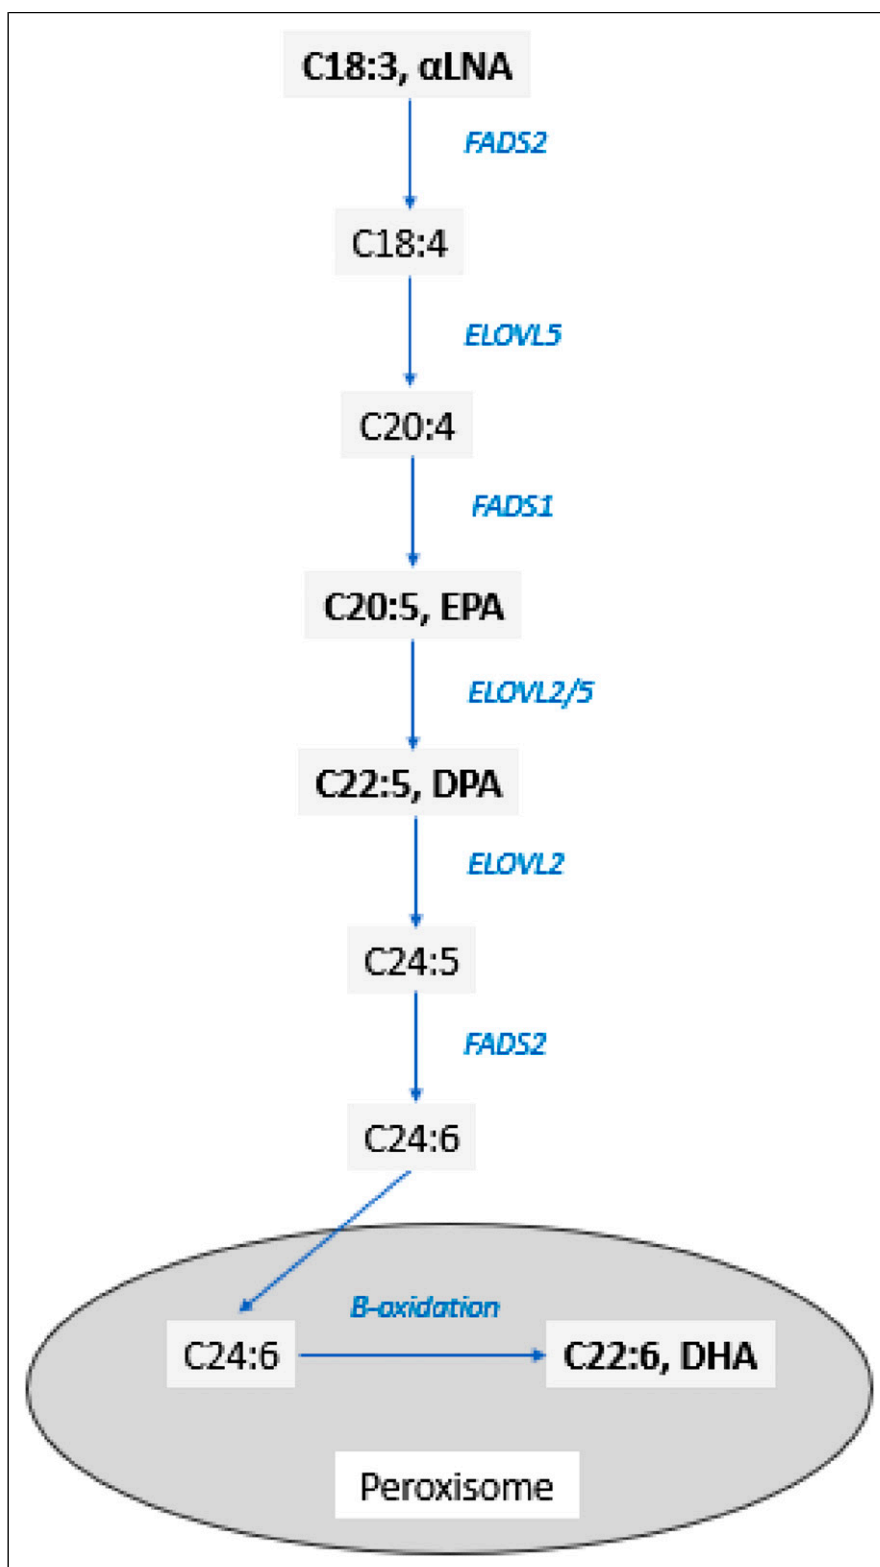 C18:3, αLNA
FADS2
C18:4
ELOVL5
C20:4
FADS1
C20:5, EPA
ELOVL2/5
C22:5, DPA
ELOVL2
C24:5
FADS2
C24:6
B-oxidation
C24:6
C22:6, DHA
Peroxisome